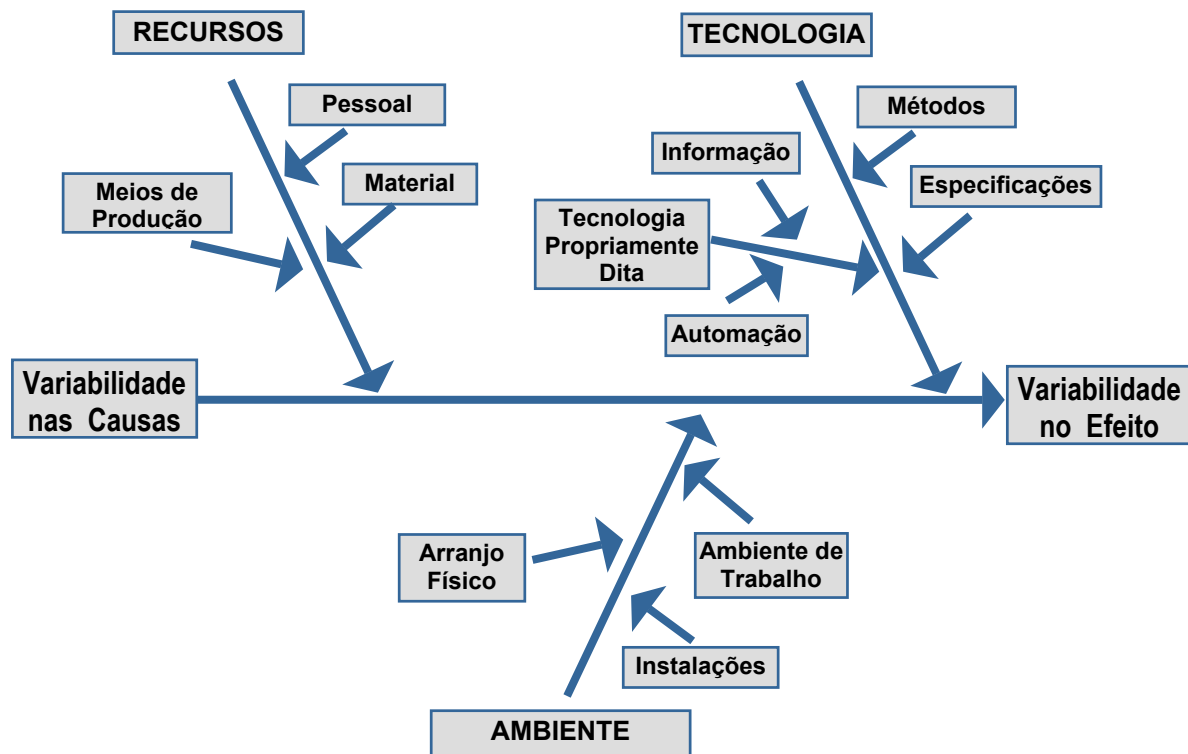 RECURSOS
TECNOLOGIA
Pessoal
Métodos
Informação
Material
Especificações
Meios de
Produção
Tecnologia
Propriamente
Dita
Automação
Variabilidade
nas Causas
Variabilidade
no Efeito
Arranjo
Físico
Ambiente de
Trabalho
Instalações
AMBIENTE